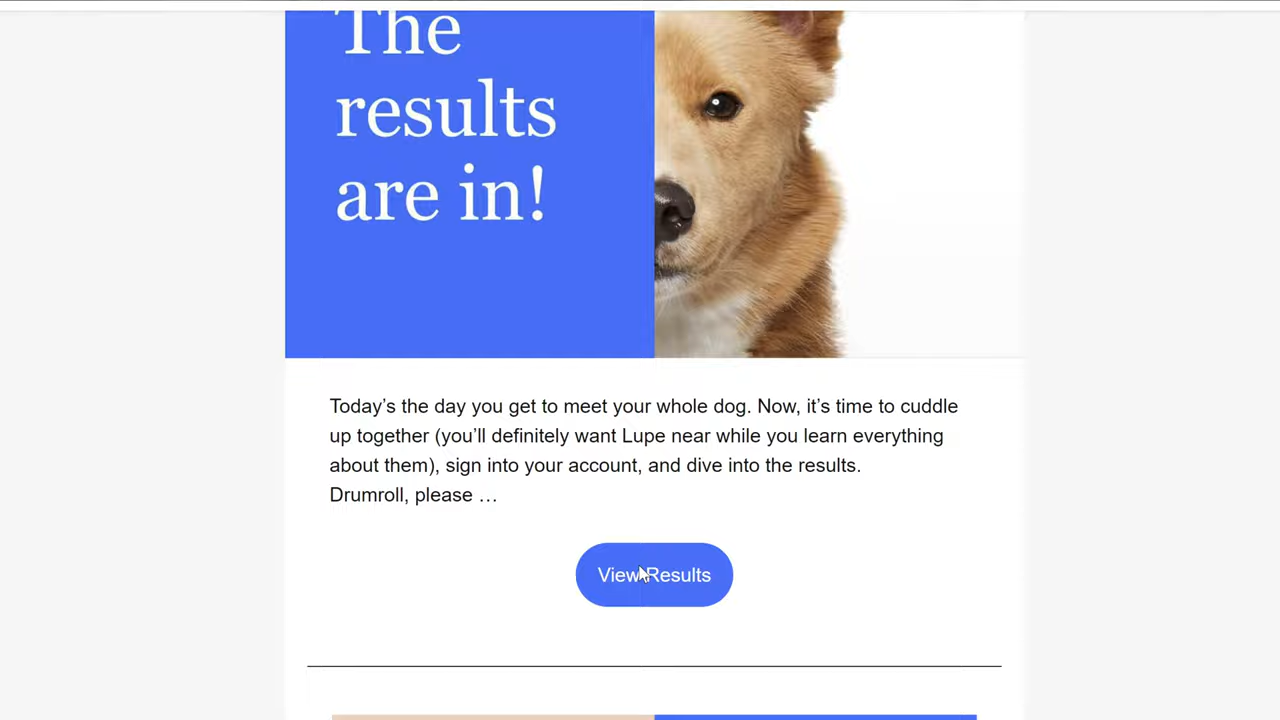 The
results
are in!
Today’s the day you get to meet your whole dog. Now, it’s time to cuddle
up together (you’ll definitely want Lupe near while you learn everything
about them), sign into your account, and dive into the results.
Drumroll, please …
View Results